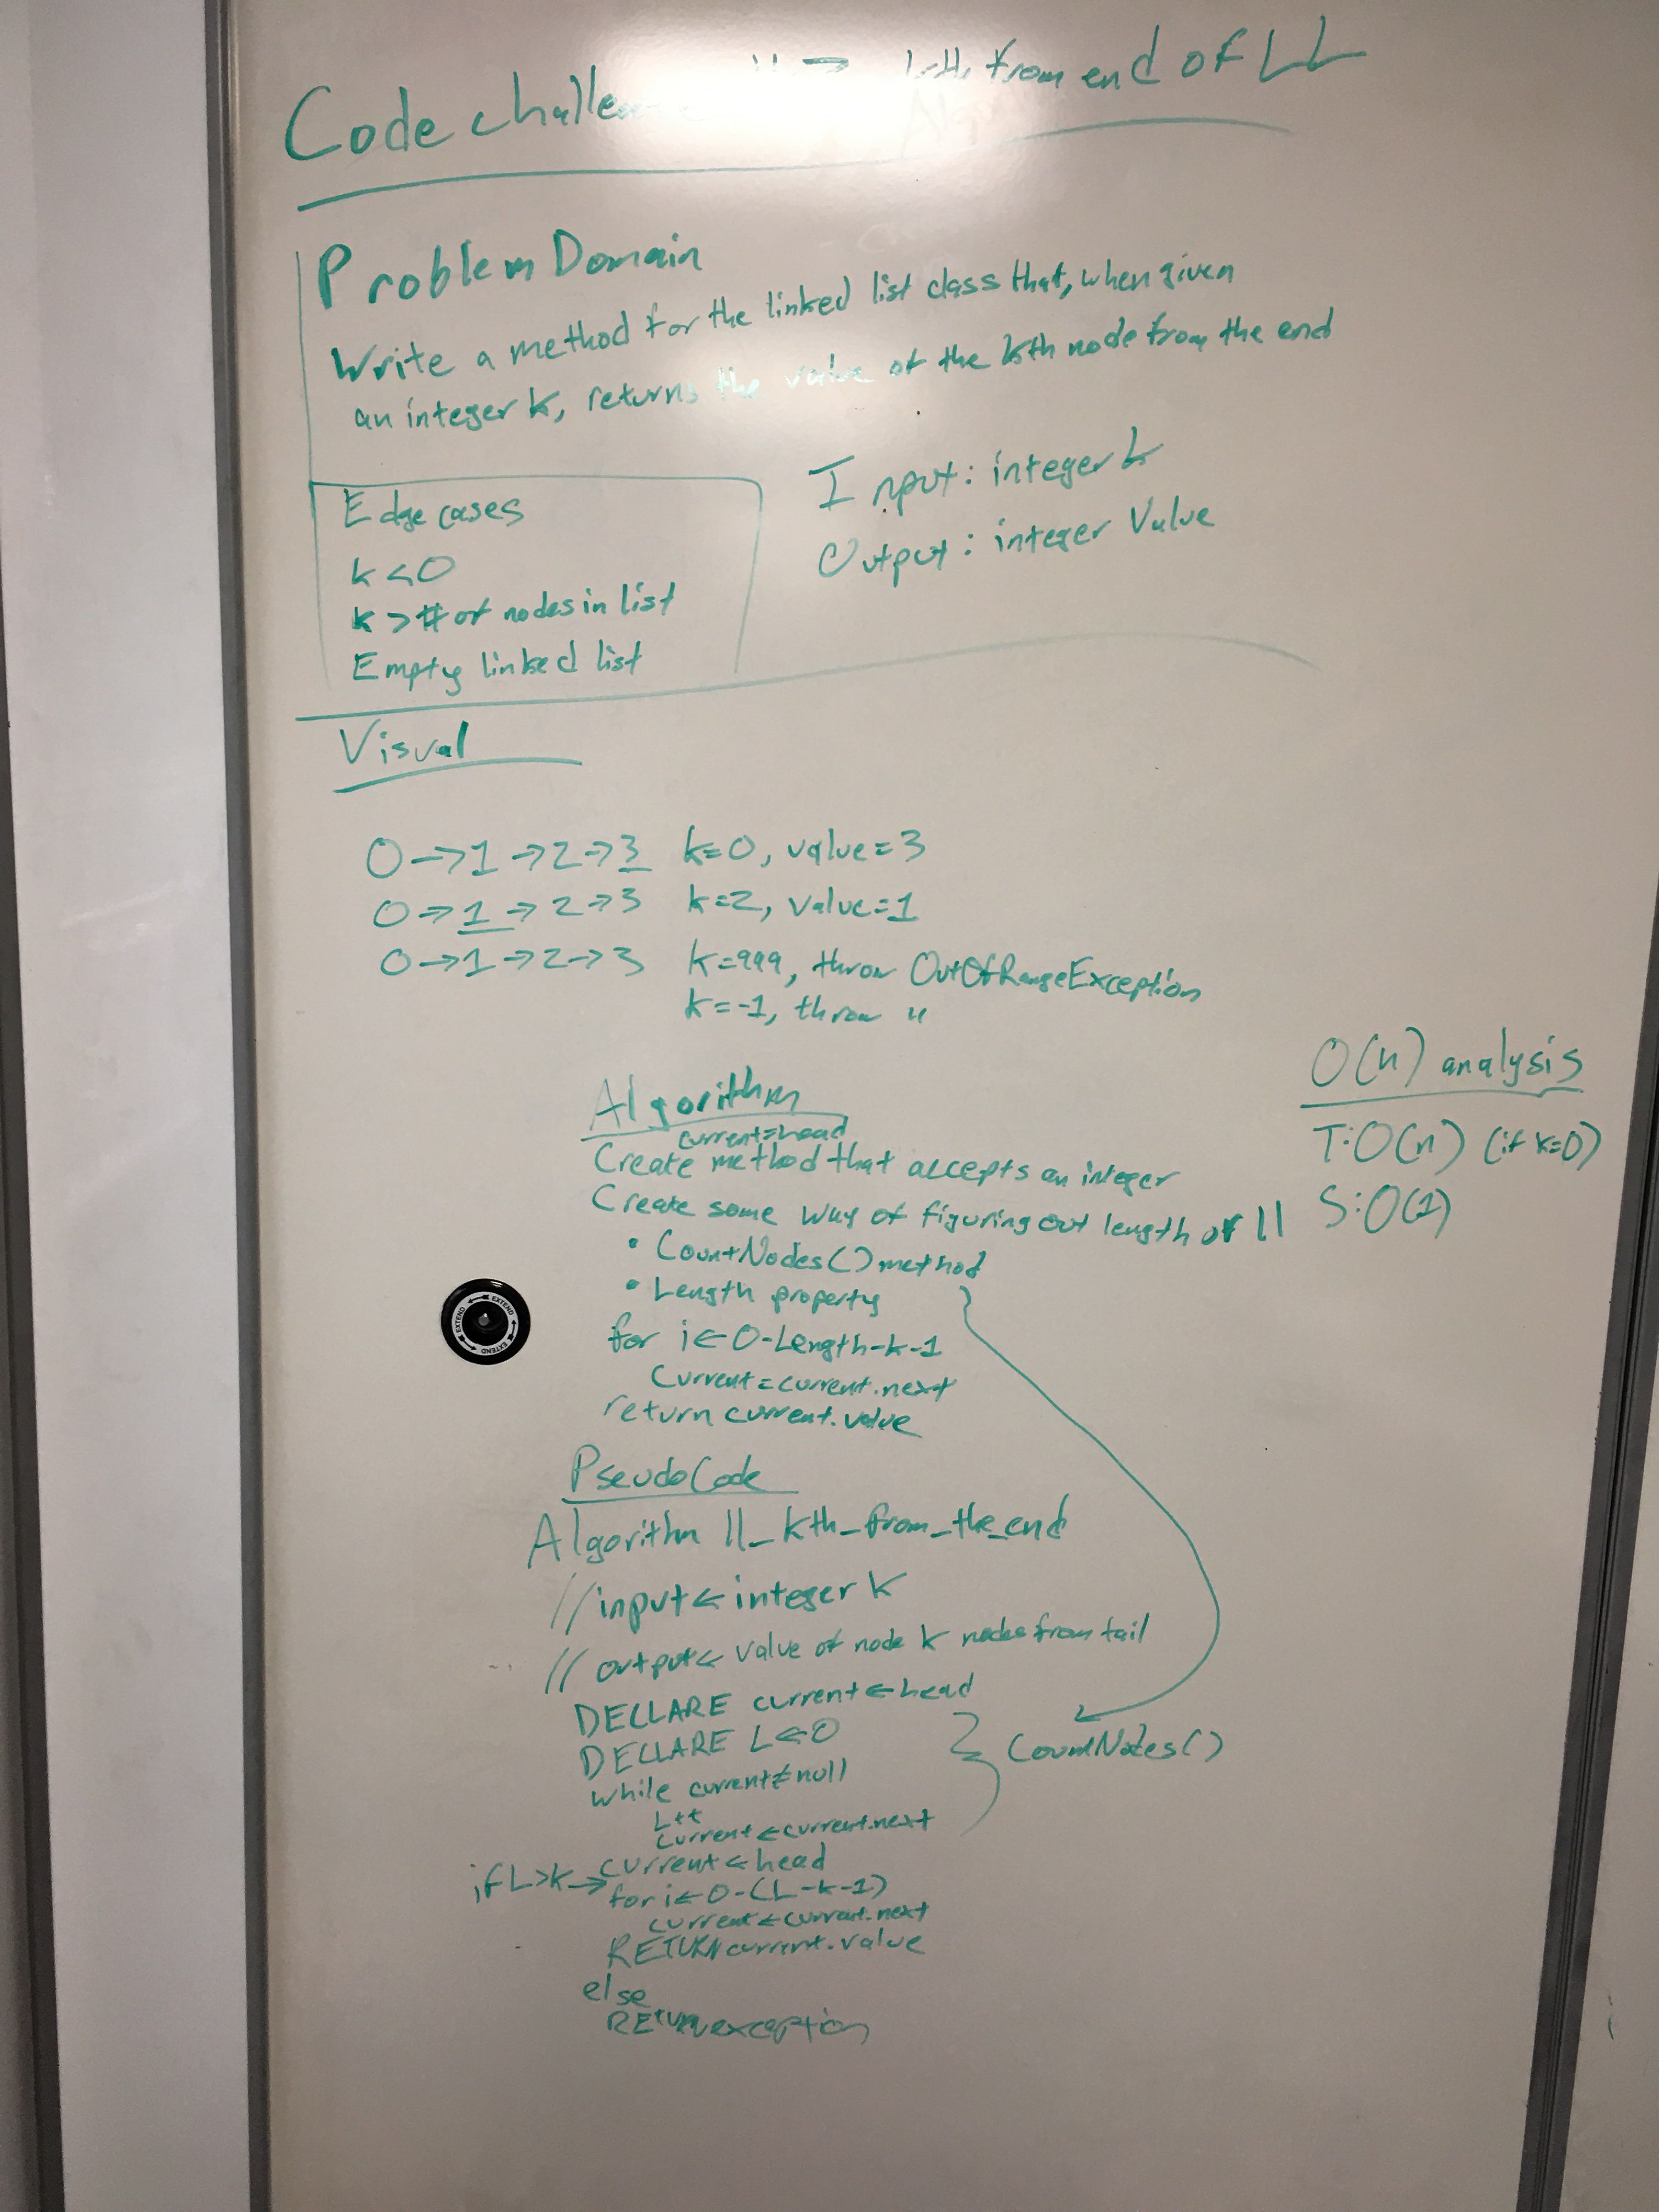 Code challe
kth from end of LL
Problem Domain
Write a method for the linked list class that, when given
an integer k, returns the value of the kth node from the end
Edge cases
k<0
k># of nodes in list
Empty linked list
Input: integer k
Output: integer Value
Visual
0→1→2→3 k=0, value=3
0→1→2→3 k=2, value=1
0→1→2→3 k=999, throw OutOfRangeException
k=-1, throw "
O(n) analysis
T:O(n) (if k=0)
S:O(1)
Algorithm
current=head
Create method that accepts an integer
Create some way of figuring out length of ll
• CountNodes() method
• Length property
for i←0-Length-k-1
Current=current.next
return current.value
EXTEND EXTEND EXTEND EXTEND
PseudoCode
Algorithm ll_kth_from_the_end
//input← integer k
//output← value of node k nodes from tail
DECLARE current←head
DECLARE L←0
while current≠null
L++
current←current.next
CountNodes()
if L>k→ current←head
for i←0-(L-k-1)
current←current.next
RETURN current.value
else
RETURN exception